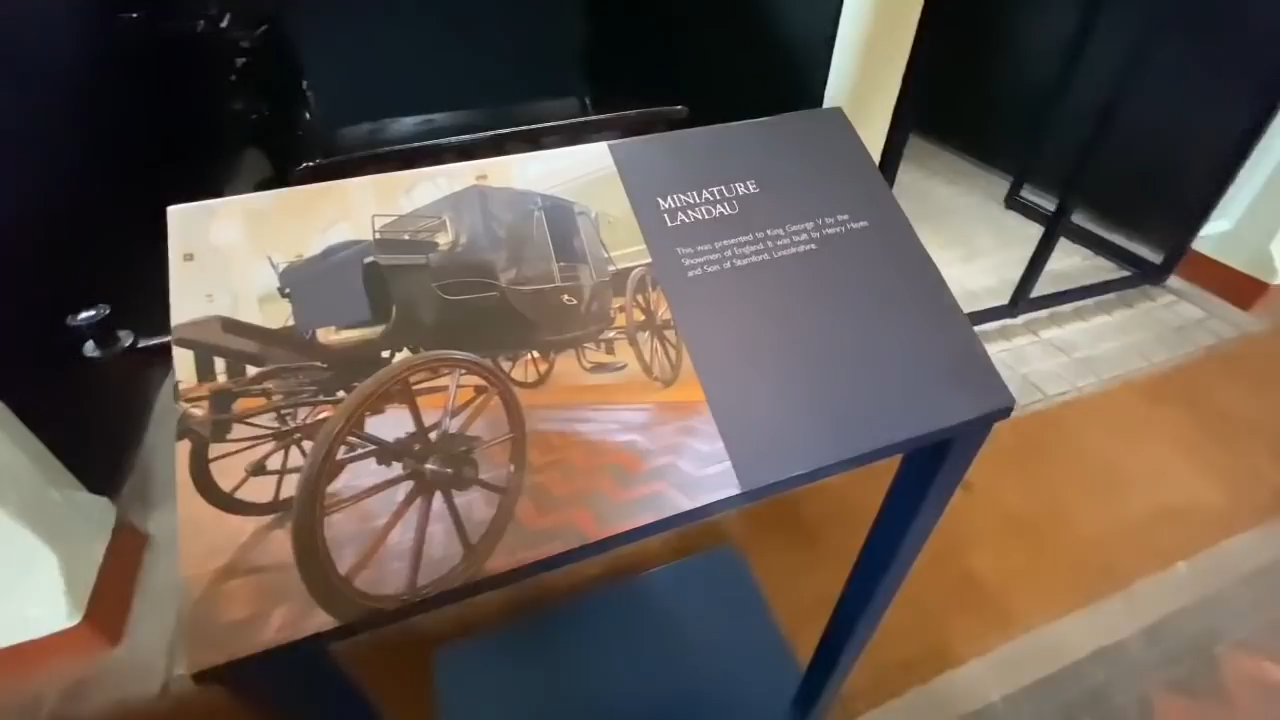 MINIATURE
LANDAU
This was presented to King George V by the
Showmen of England. It was built by Henry Hayes
and Son of Stamford, Lincolnshire.